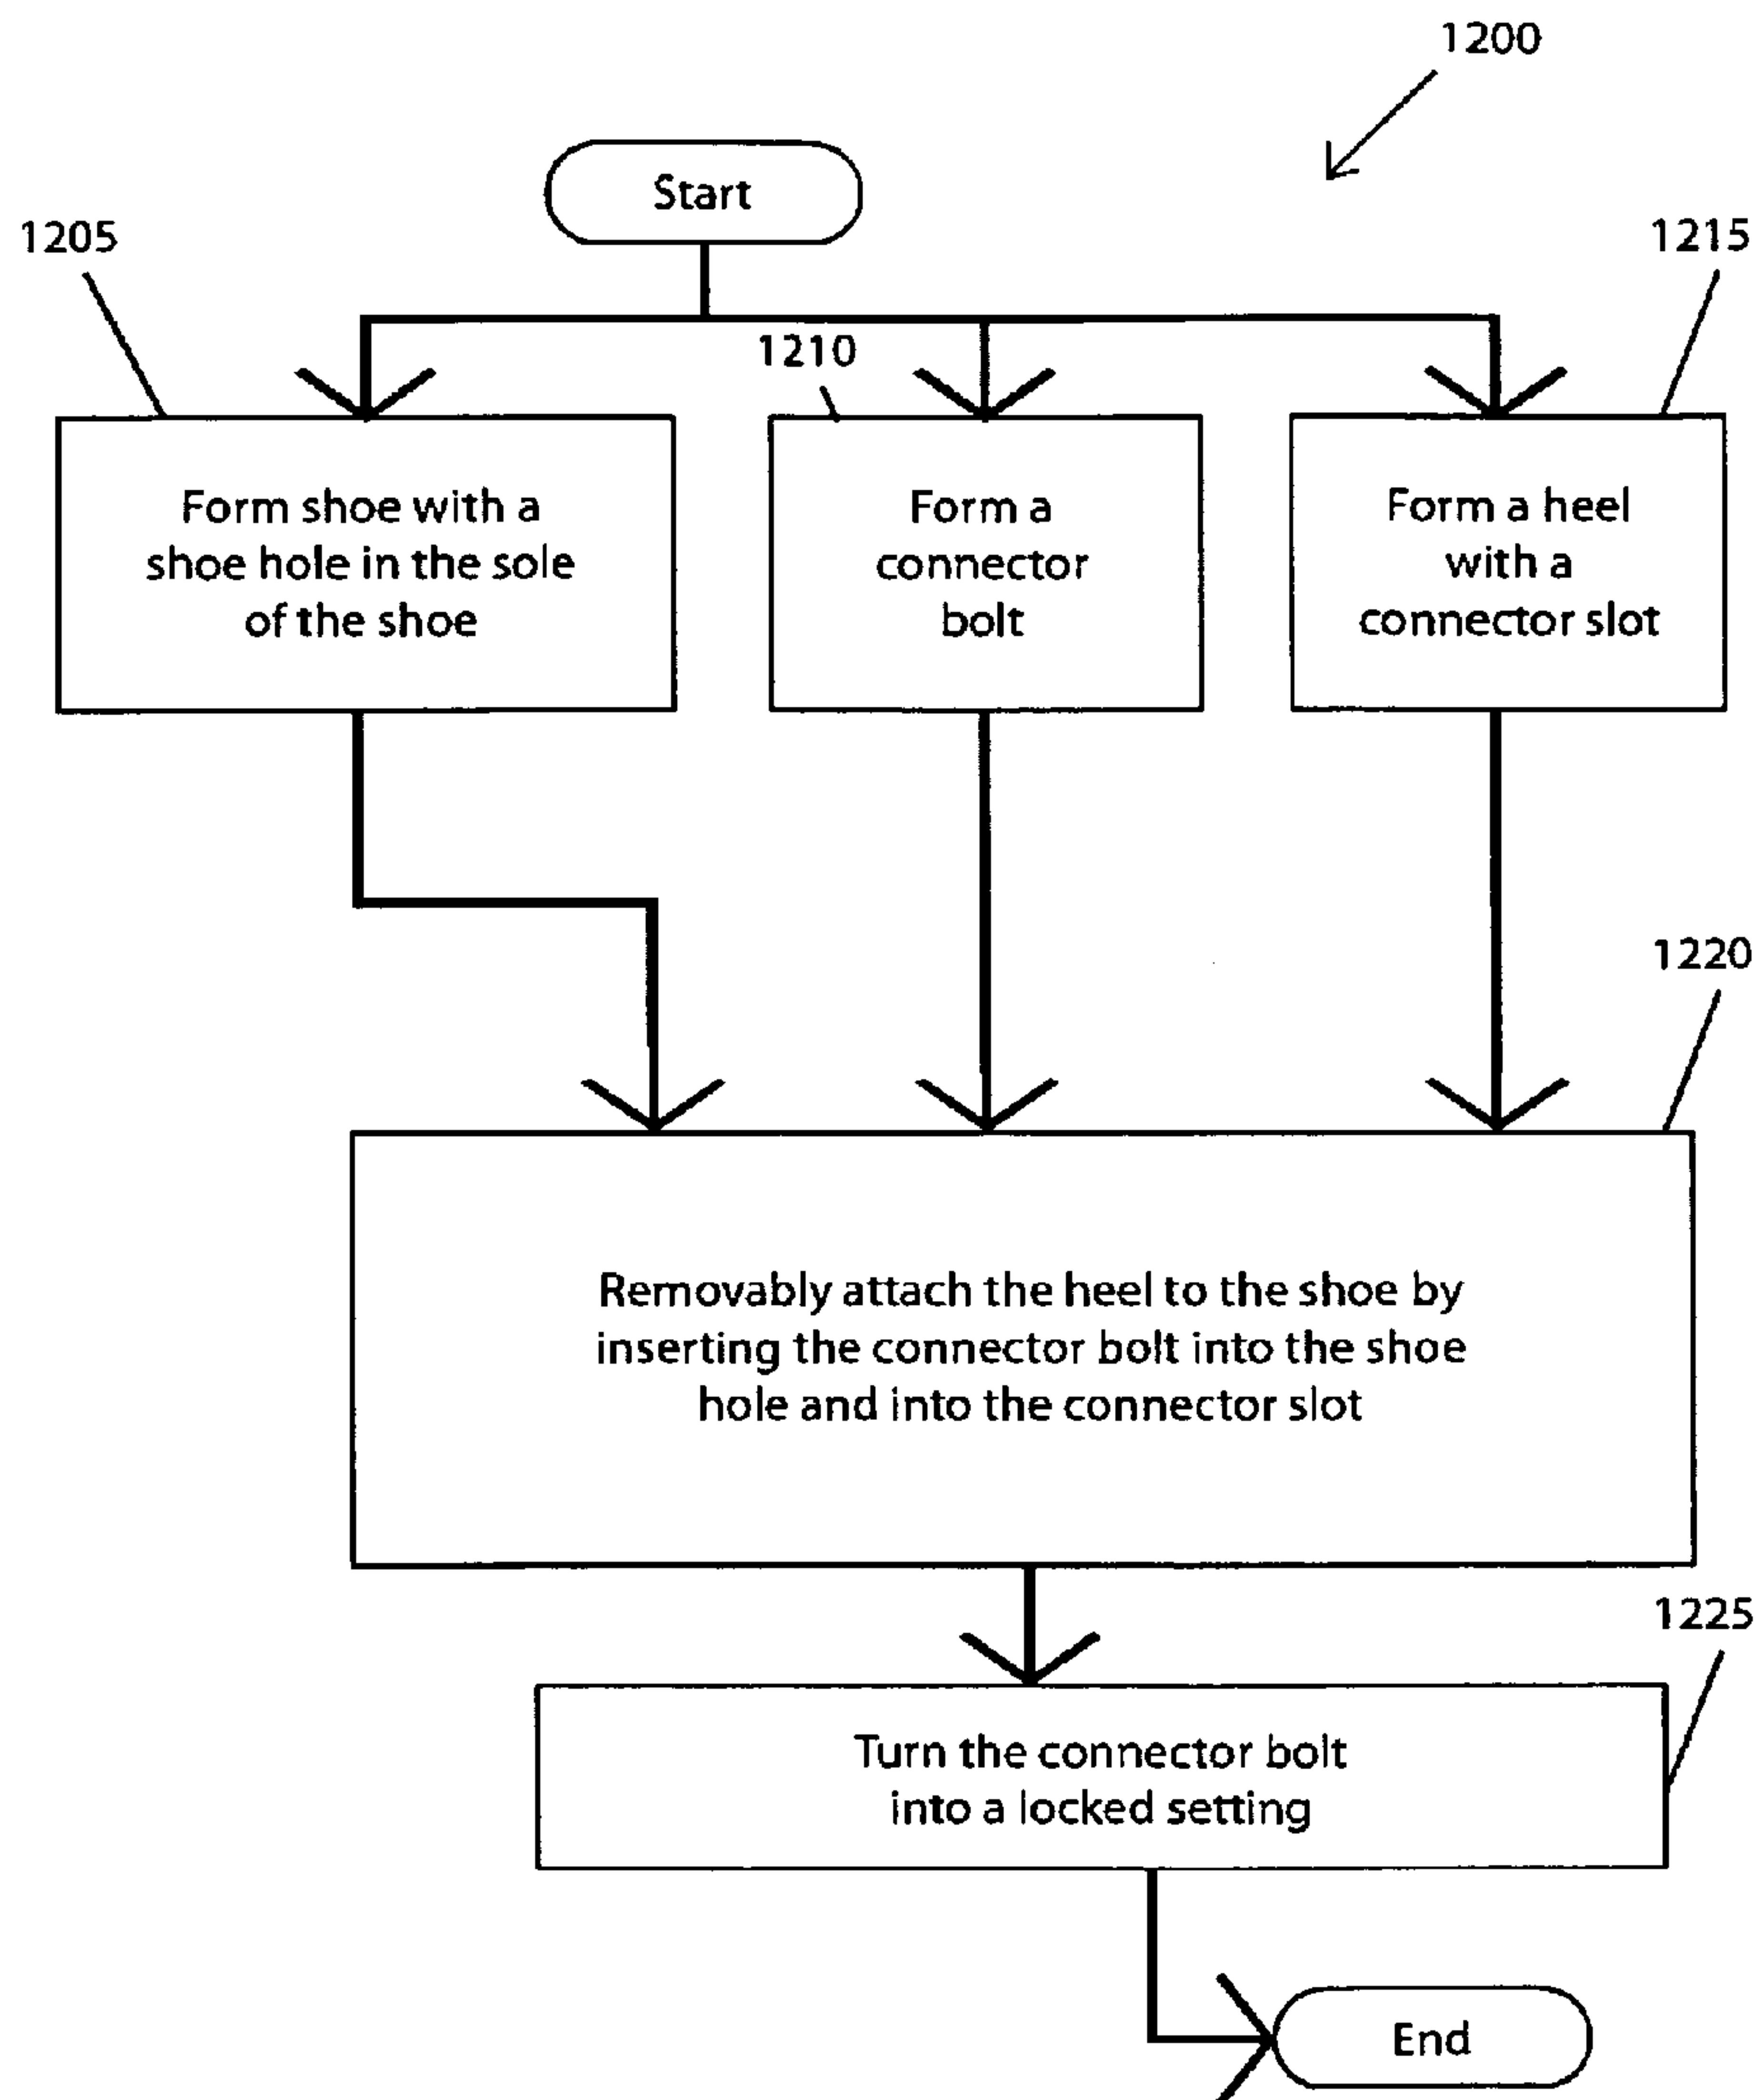 1200
Start
1205
1215
1210
Form shoe with a
shoe hole in the sole
of the shoe
Form a
connector
bolt
Form a heel
with a
connector slot
1220
Removably attach the heel to the shoe by
inserting the connector bolt into the shoe
hole and into the connector slot
1225
Turn the connector bolt
into a locked setting
End